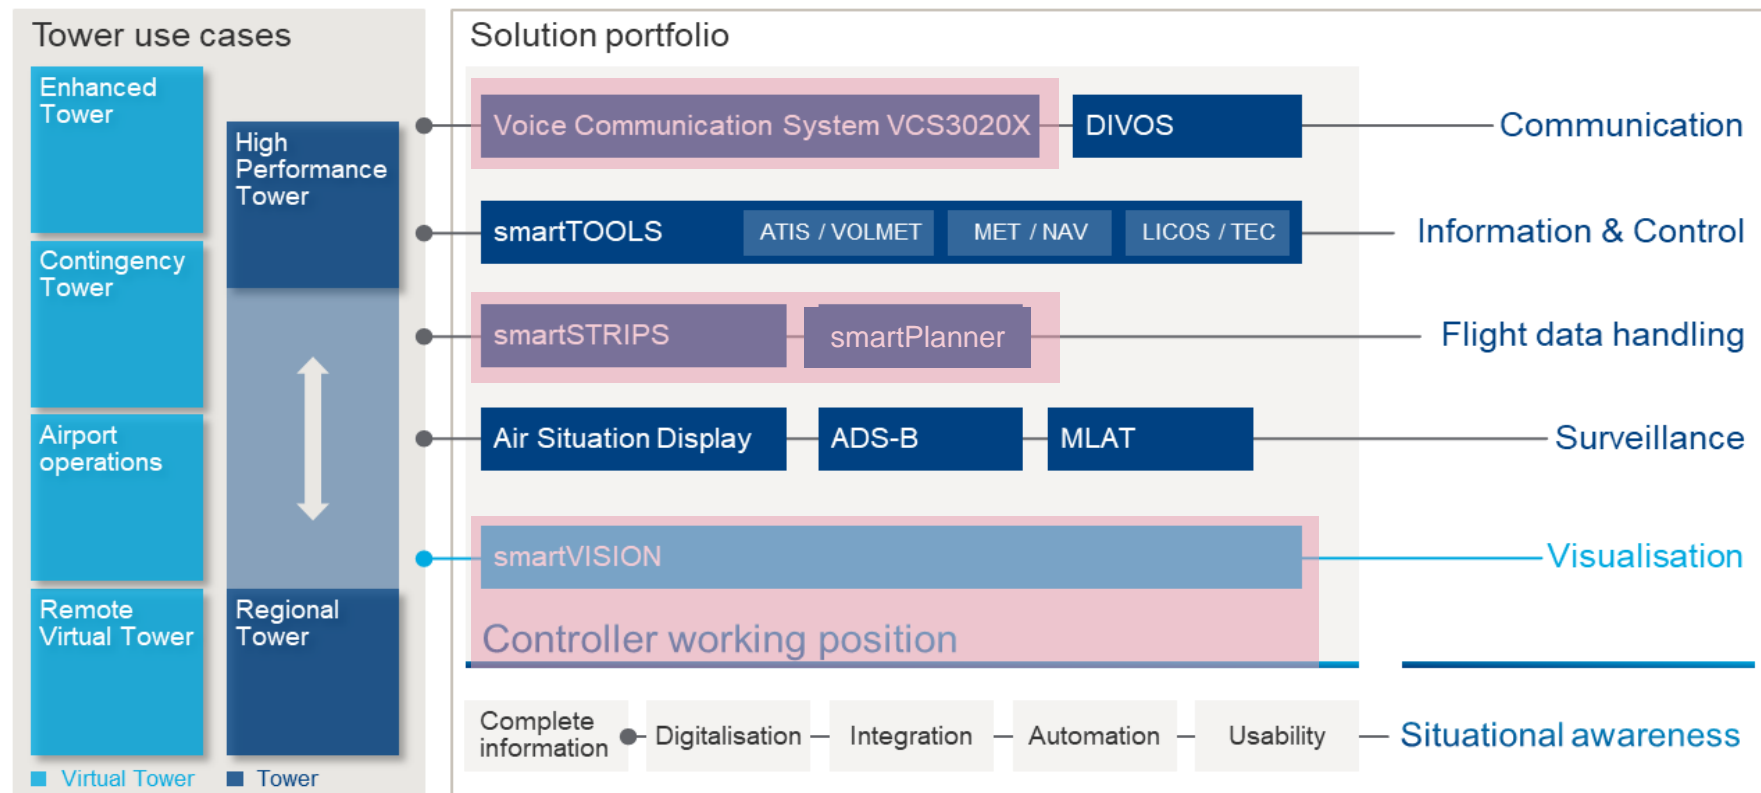 Tower use cases
Enhanced
Tower
High
Performance
Tower
Contingency
Tower
Airport
operations
Remote
Virtual Tower
Regional
Tower
Virtual Tower
Tower
Solution portfolio
Voice Communication System VCS3020X
DIVOS
Communication
smartTOOLS
ATIS / VOLMET
MET / NAV
LICOS / TEC
Information & Control
smartSTRIPS
smartPlanner
Flight data handling
Air Situation Display
ADS-B
MLAT
Surveillance
smartVISION
Visualisation
Controller working position
Complete
information
Digitalisation
Integration
Automation
Usability
Situational awareness